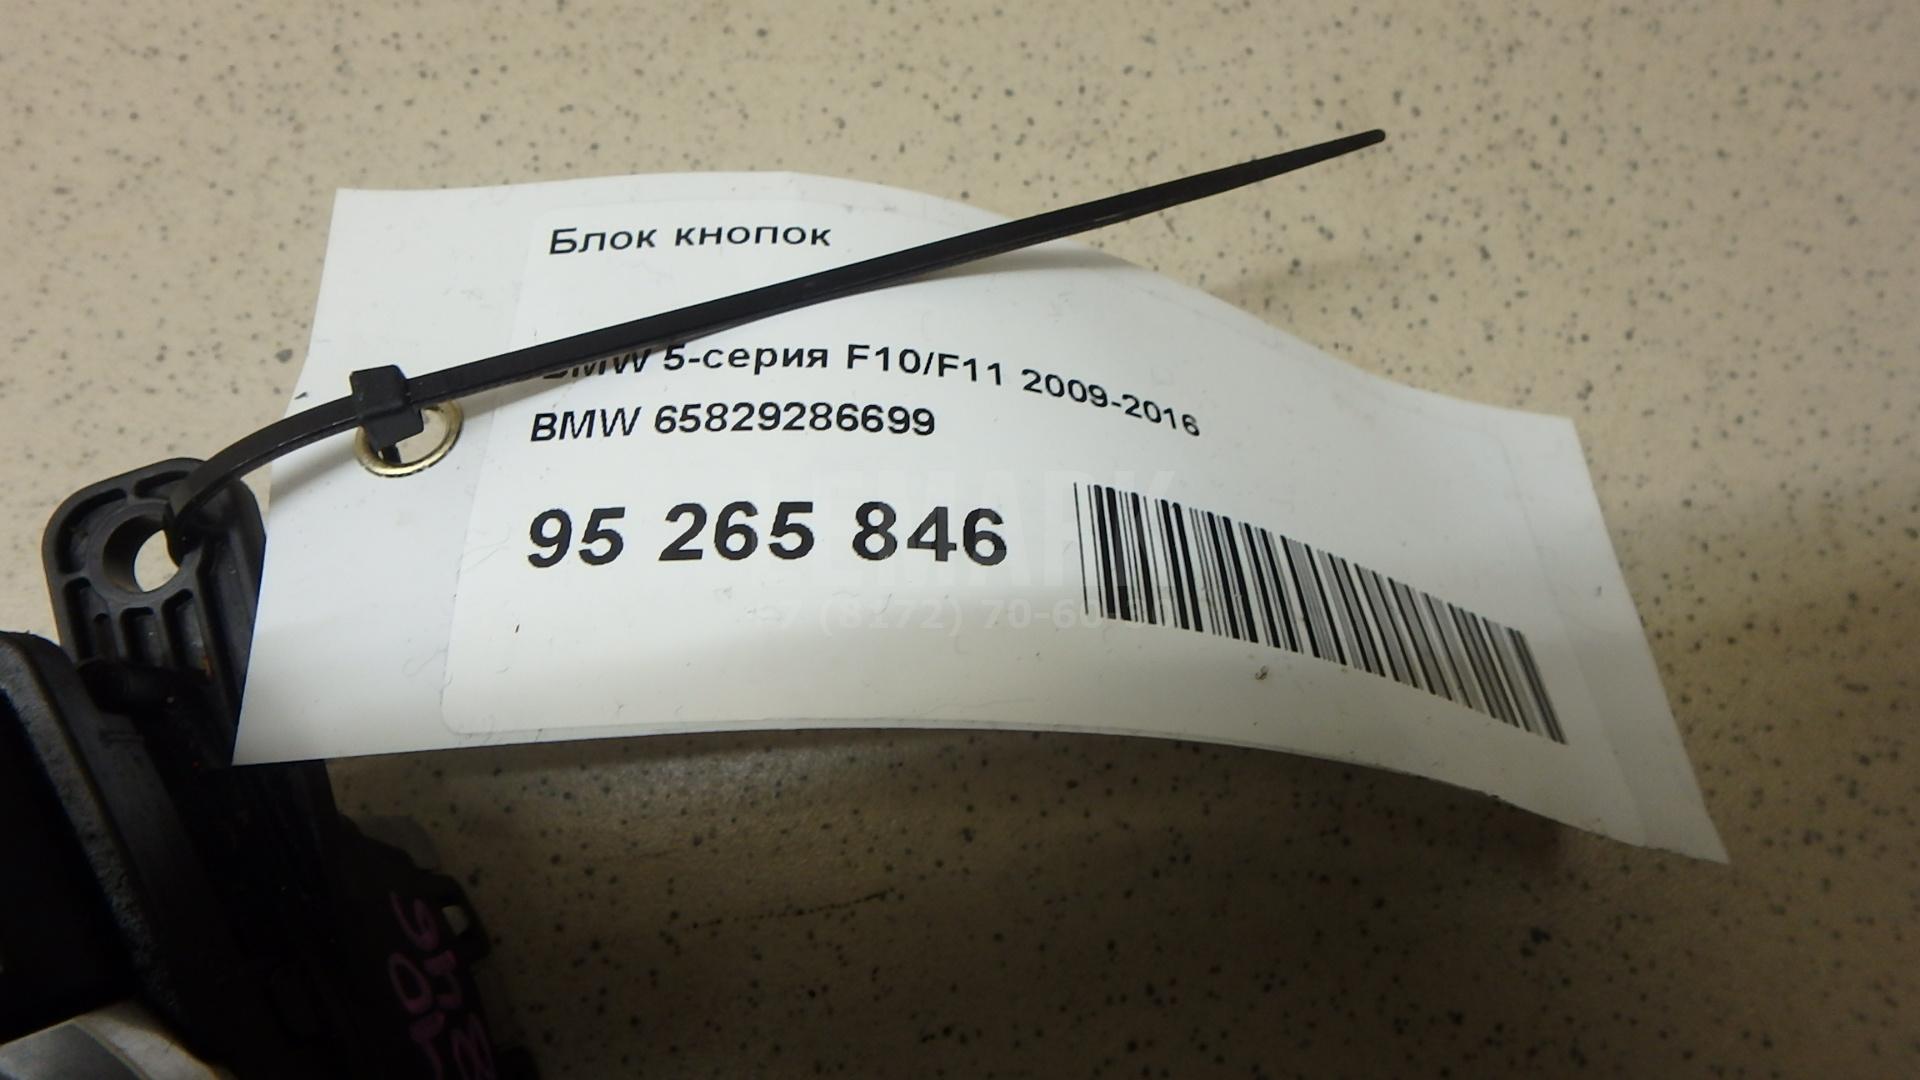 Блок кнопок
BMW 5-серия F10/F11 2009-2016
BMW 65829286699
95 265 846